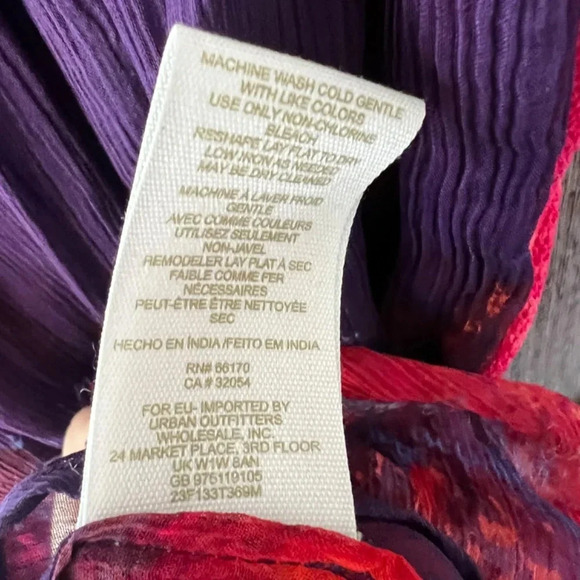 MACHINE WASH COLD GENTLE
WITH LIKE COLORS
USE ONLY NON-CHLORINE
BLEACH
RESHAPE LAY FLAT TO DRY
LOW IRON AS NEEDED
MAY BE DRY CLEANED
MACHINE À LAVER FROID
GENTLE
AVEC COMME COULEURS
UTILISEZ SEULEMENT
NON-JAVEL
REMODELER LAY PLAT À SEC
FAIBLE COMME FER
NÉCESSAIRES
PEUT-ÊTRE ÊTRE NETTOYÉE
SEC
HECHO EN ÍNDIA /FEITO EM INDIA
RN# 66170
CA # 32054
FOR EU- IMPORTED BY
URBAN OUTFITTERS
WHOLESALE, INC.
24 MARKET PLACE, 3RD FLOOR
UK W1W 8AN
GB 975119105
23F133T369M